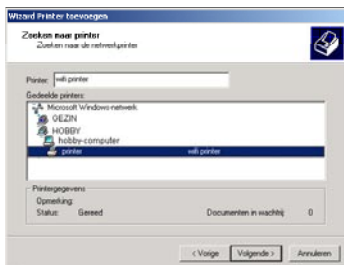 Wizard Printer toevoegen
Zoeken naar printer
Zoeken naar de netwerkprinter
Printer: wifi printer
Gedeelde printers:
Microsoft Windows-netwerk
GEZIN
HOBBY
hobby-computer
printer wifi printer
Printergegevens
Opmerking:
Status: Gereed Documenten in wachtrij: 0
< Vorige Volgende > Annuleren